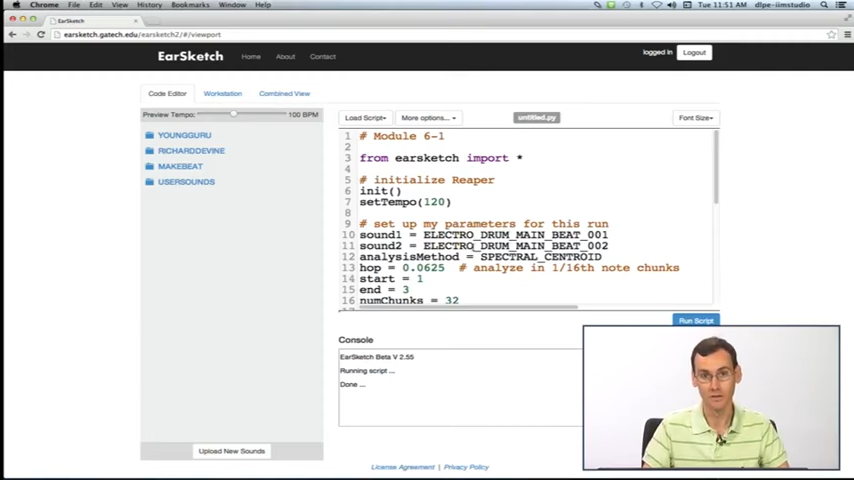 Chrome File Edit View History Bookmarks Window Help
Tue 11:51 AM dlpe-iimstudio
EarSketch
earsketch.gatech.edu/earsketch2/#/viewport
EarSketch Home About Contact logged in Logout
Code Editor Workstation Combined View
Preview Tempo: 100 BPM
YOUNGGURU
RICHARDDEVINE
MAKEBEAT
USERSOUNDS
Upload New Sounds
Load Script More options... untitled.py Font Size
1 # Module 6-1
2
3 from earsketch import *
4
5 # initialize Reaper
6 init()
7 setTempo(120)
8
9 # set up my parameters for this run
10 sound1 = ELECTRO_DRUM_MAIN_BEAT_001
11 sound2 = ELECTRO_DRUM_MAIN_BEAT_002
12 analysisMethod = SPECTRAL_CENTROID
13 hop = 0.0625 # analyze in 1/16th note chunks
14 start = 1
15 end = 3
16 numChunks = 32
Run Script
Console
EarSketch Beta V 2.55
Running script ...
Done ...
License Agreement | Privacy Policy